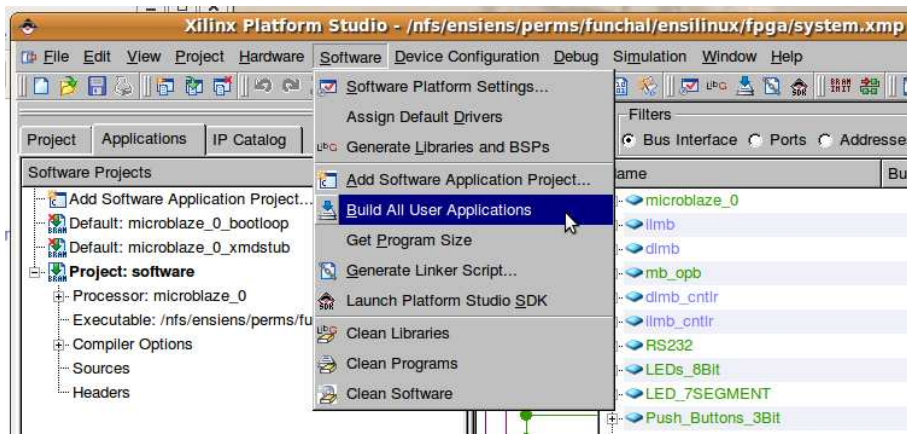 Xilinx Platform Studio - /nfs/ensiens/perms/funchal/ensilinux/fpga/system.xmp
File Edit View Project Hardware Software Device Configuration Debug Simulation Window Help
Project Applications IP Catalog
Software Projects
Add Software Application Project...
Default: microblaze_0_bootloop
Default: microblaze_0_xmdstub
Project: software
Processor: microblaze_0
Executable: /nfs/ensiens/perms/fu
Compiler Options
Sources
Headers
Software Platform Settings...
Assign Default Drivers
Generate Libraries and BSPs
Add Software Application Project...
Build All User Applications
Get Program Size
Generate Linker Script...
Launch Platform Studio SDK
Clean Libraries
Clean Programs
Clean Software
Filters
Bus Interface Ports Addresse
ame Bu
microblaze_0
ilmb
dlmb
mb_opb
dlmb_cntlr
ilmb_cntlr
RS232
LEDs_8Bit
LED_7SEGMENT
Push_Buttons_3Bit